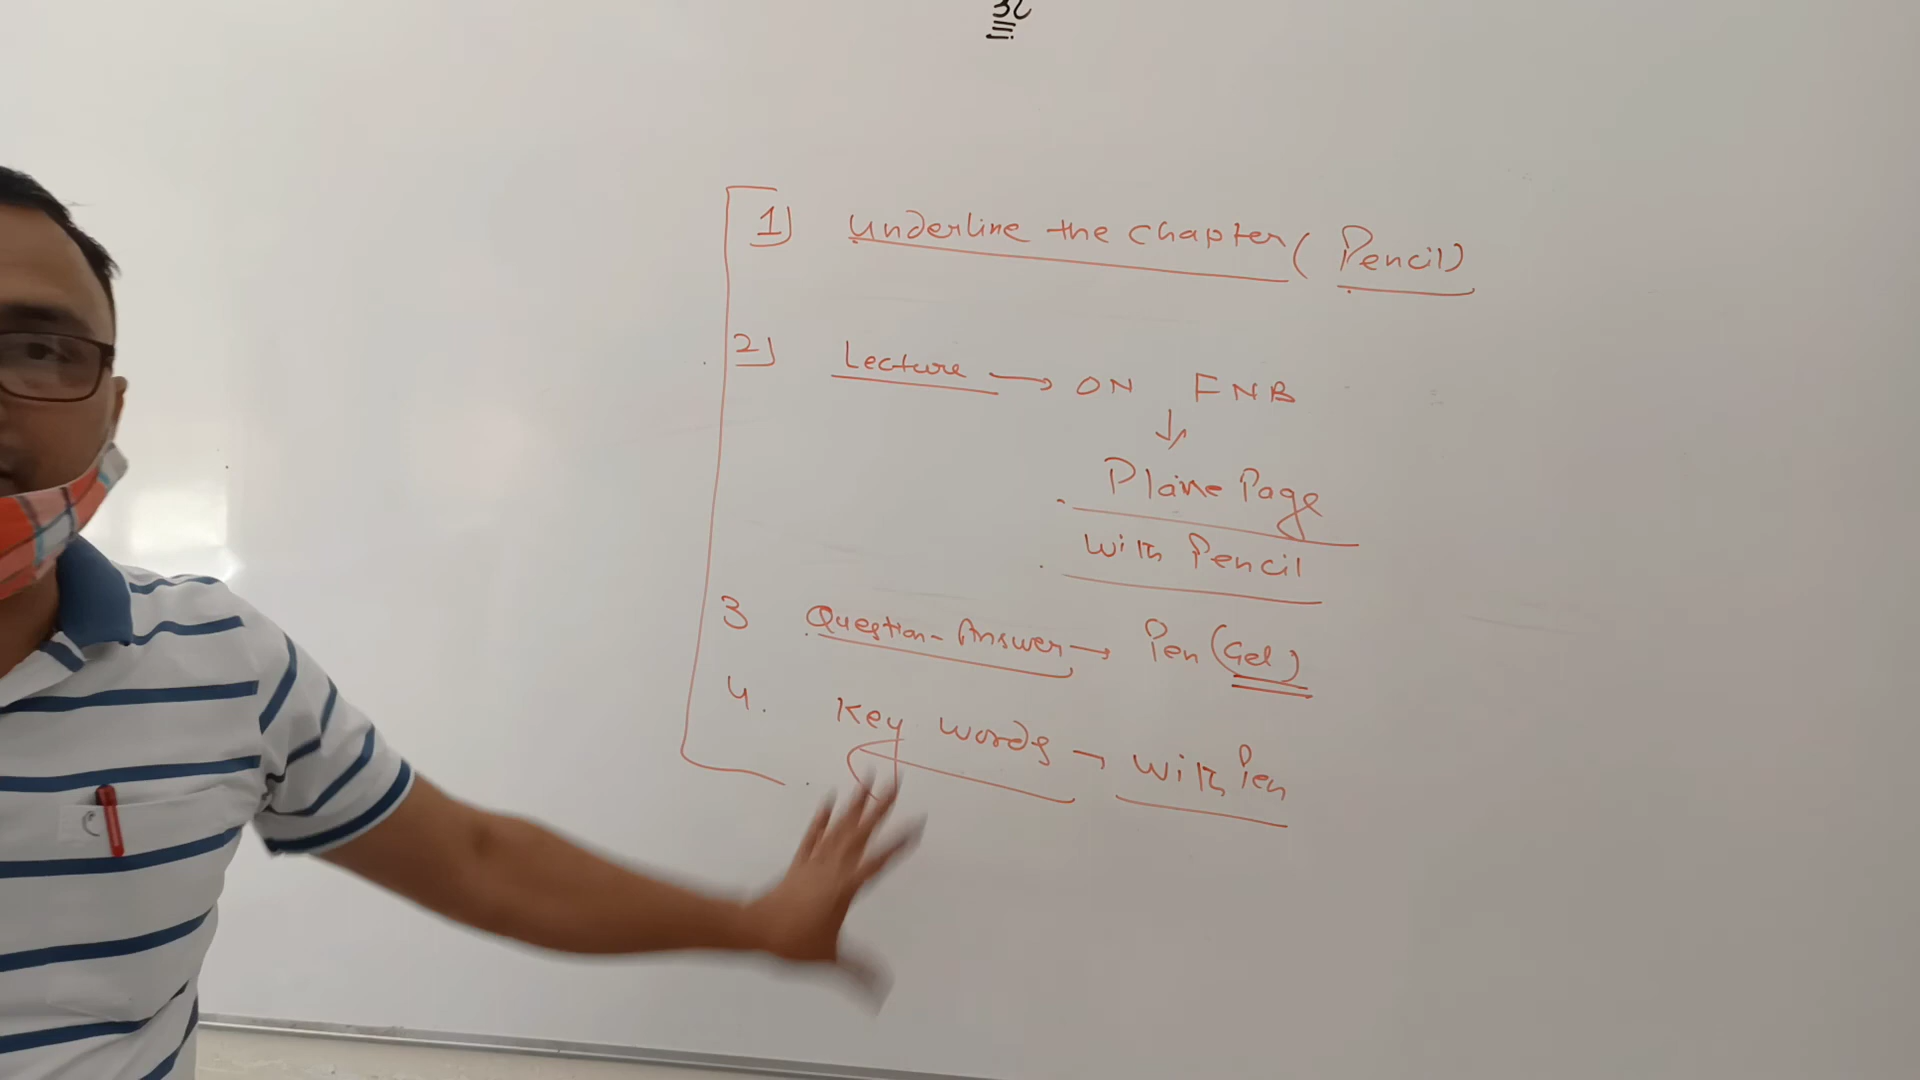 1) Underline the chapter (Pencil)
2) Lecture → ON FNB
↓
Plaine Page
with Pencil
3 Question-Answer → Pen (Gel)
4. Key words → with Pen